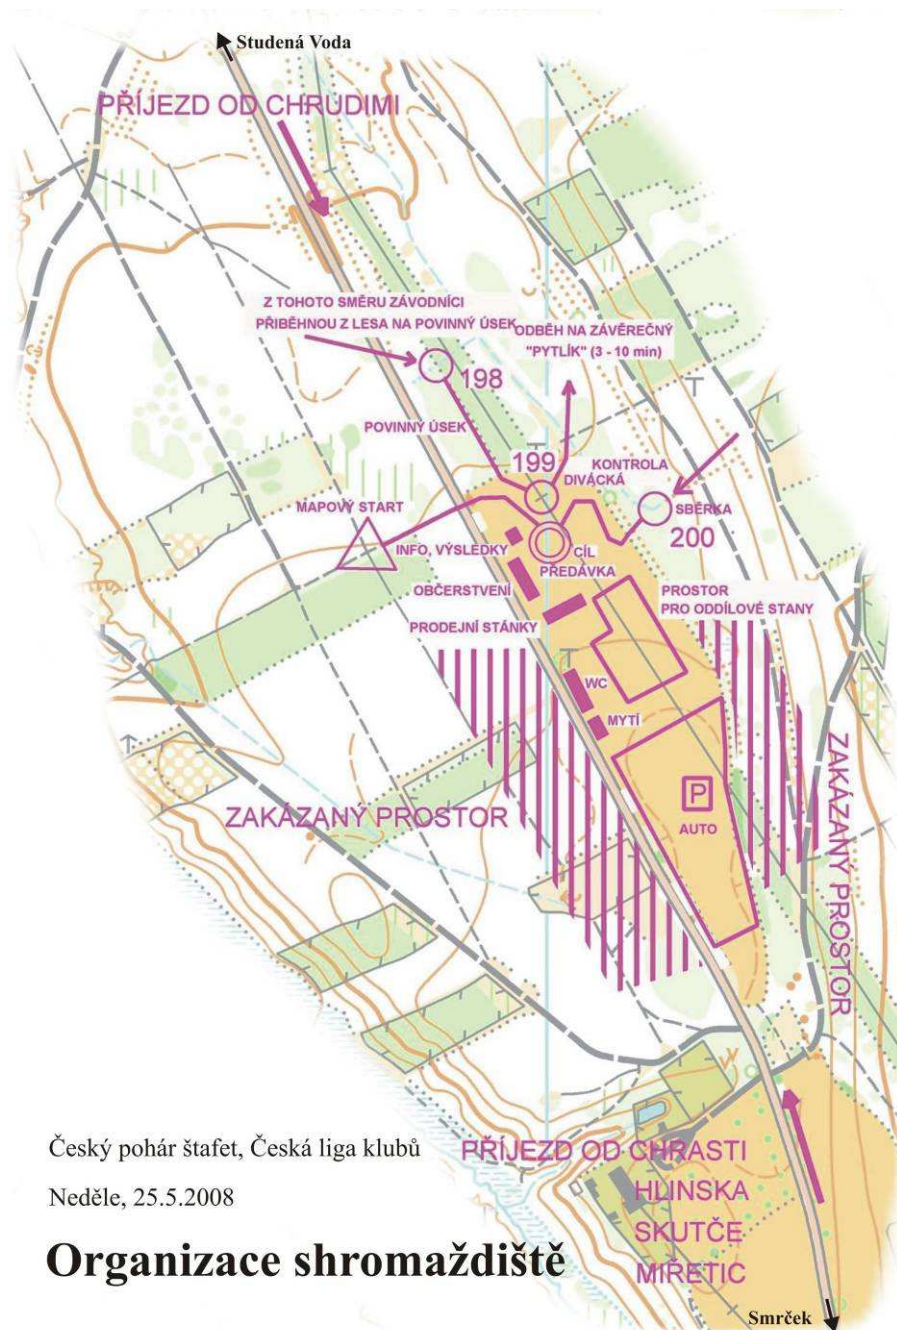 Studená Voda
PŘÍJEZD OD CHRUDIMI
Z TOHOTO SMĚRU ZÁVODNÍCI
PŘIBĚHNOU Z LESA NA POVINNÝ ÚSEK
ODBĚH NA ZÁVĚREČNÝ
"PYTLÍK" (3 - 10 min)
198
POVINNÝ ÚSEK
199
KONTROLA
DIVÁCKÁ
MAPOVÝ START
SBĚRKA
200
INFO, VÝSLEDKY
CÍL
PŘEDÁVKA
OBČERSTVENÍ
PROSTOR
PRO ODDÍLOVÉ STANY
PRODEJNÍ STÁNKY
WC
MYTÍ
P
AUTO
ZAKÁZANÝ PROSTOR
ZAKÁZANÝ PROSTOR
Český pohár štafet, Česká liga klubů
Neděle, 25.5.2008
Organizace shromaždiště
PŘÍJEZD OD CHRASTI
HLINSKA
SKUTČE
MIŘETIC
Smrček